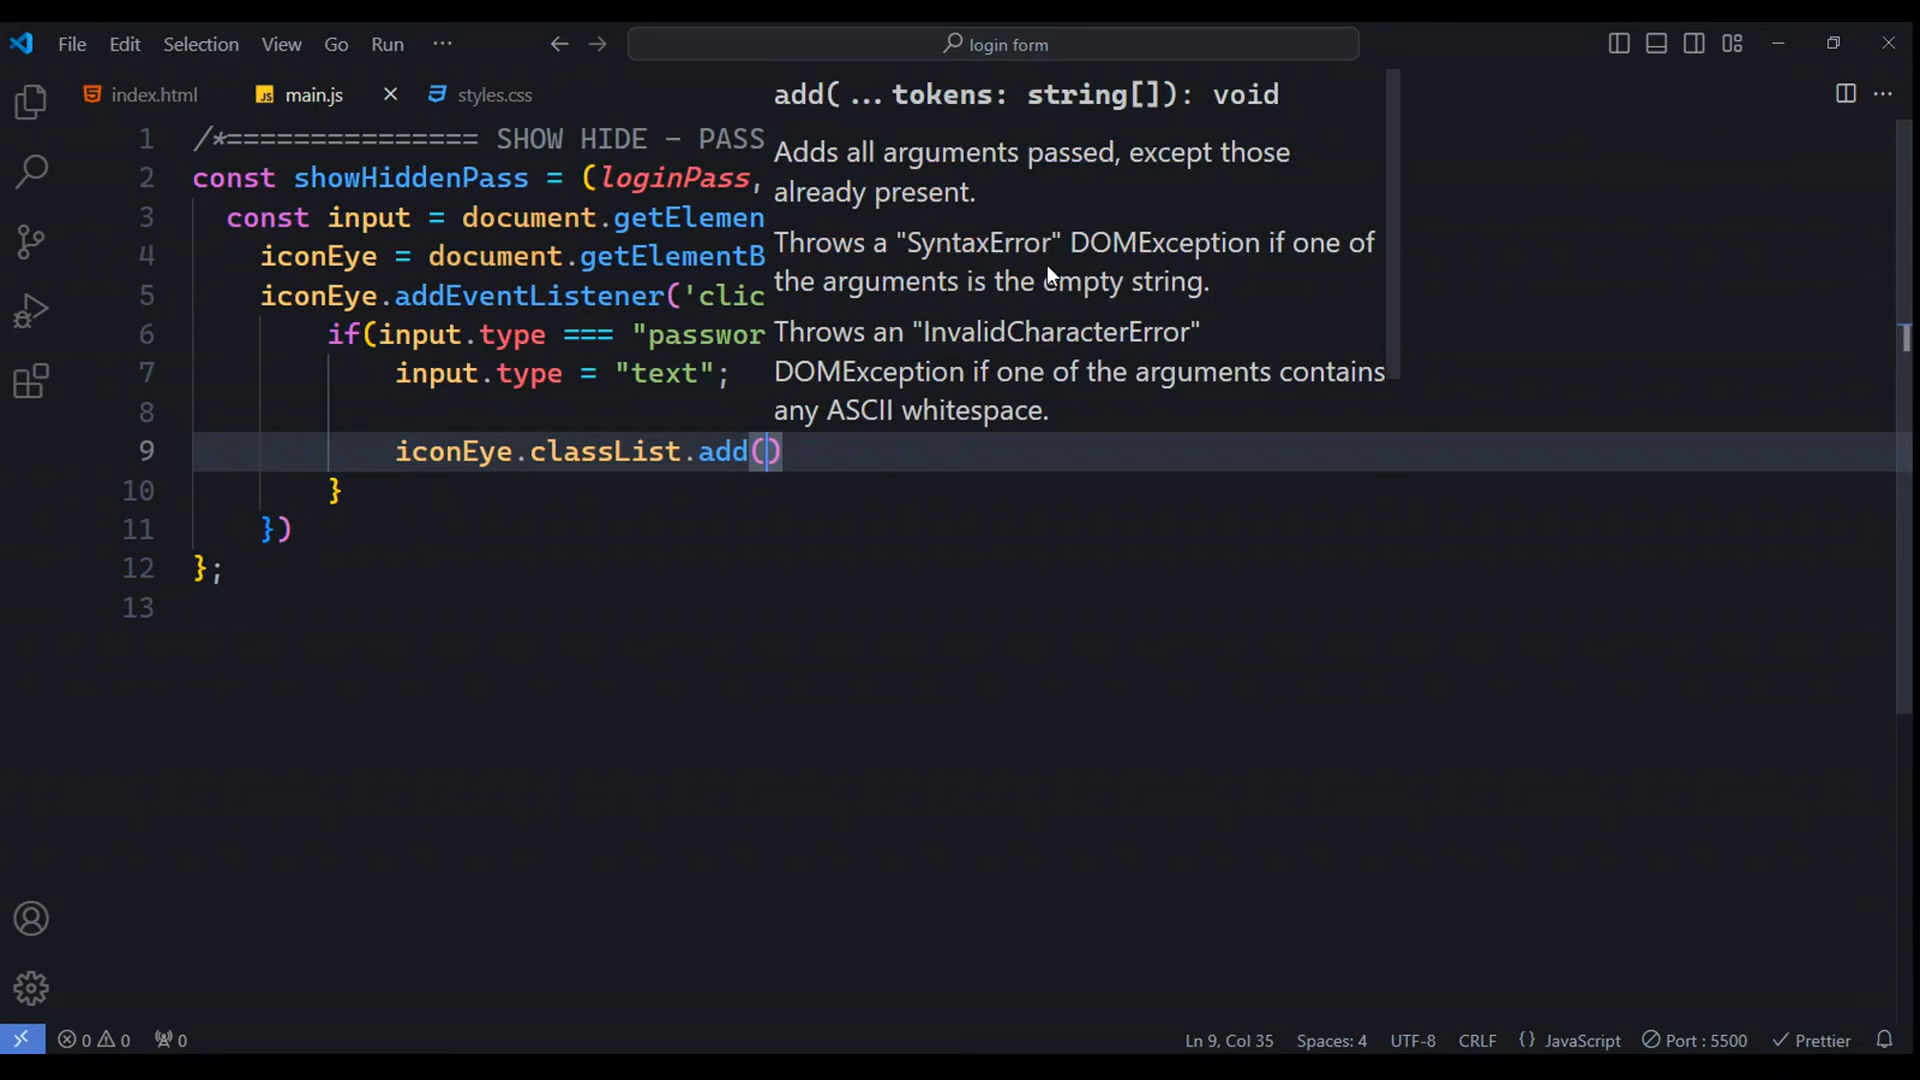 File Edit Selection View Go Run ··· login form
index.html main.js styles.css
add( ...tokens: string[]): void
Adds all arguments passed, except those
already present.
Throws a "SyntaxError" DOMException if one of
the arguments is the empty string.
Throws an "InvalidCharacterError"
DOMException if one of the arguments contains
any ASCII whitespace.
1 /*=============== SHOW HIDE - PASS
2 const showHiddenPass = (loginPass,
3 const input = document.getElemen
4 iconEye = document.getElementB
5 iconEye.addEventListener('clic
6 if(input.type === "passwor
7 input.type = "text";
8
9 iconEye.classList.add()
10 }
11 })
12 };
13
0 0 0 Ln 9, Col 35 Spaces: 4 UTF-8 CRLF {} JavaScript Port : 5500 Prettier